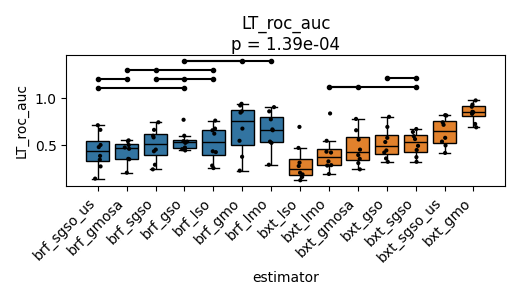 LT_roc_auc
p = 1.39e-04
LT_roc_auc
1.0
0.5
brf_sgso_us
brf_gmosa
brf_sgso
brf_gso
brf_lso
brf_gmo
brf_lmo
bxt_lso
bxt_lmo
bxt_gmosa
bxt_gso
bxt_sgso
bxt_sgso_us
bxt_gmo
estimator